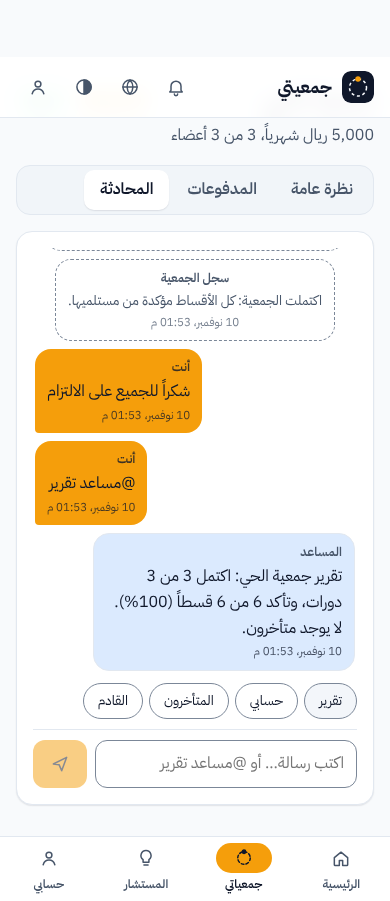 جمعيتي
5,000 ريال شهرياً، 3 من 3 أعضاء
نظرة عامة
المدفوعات
المحادثة
سجل الجمعية
اكتملت الجمعية: كل الأقساط مؤكدة من مستلميها.
10 نوفمبر، 01:53 م
أنت
شكراً للجميع على الالتزام
10 نوفمبر، 01:53 م
أنت
@مساعد تقرير
10 نوفمبر، 01:53 م
المساعد
تقرير جمعية الحي: اكتمل 3 من 3
دورات، وتأكد 6 من 6 قسطاً (100%).
لا يوجد متأخرون.
10 نوفمبر، 01:53 م
تقرير
حسابي
المتأخرون
القادم
اكتب رسالة... أو @مساعد تقرير
الرئيسية
جمعياتي
المستشار
حسابي